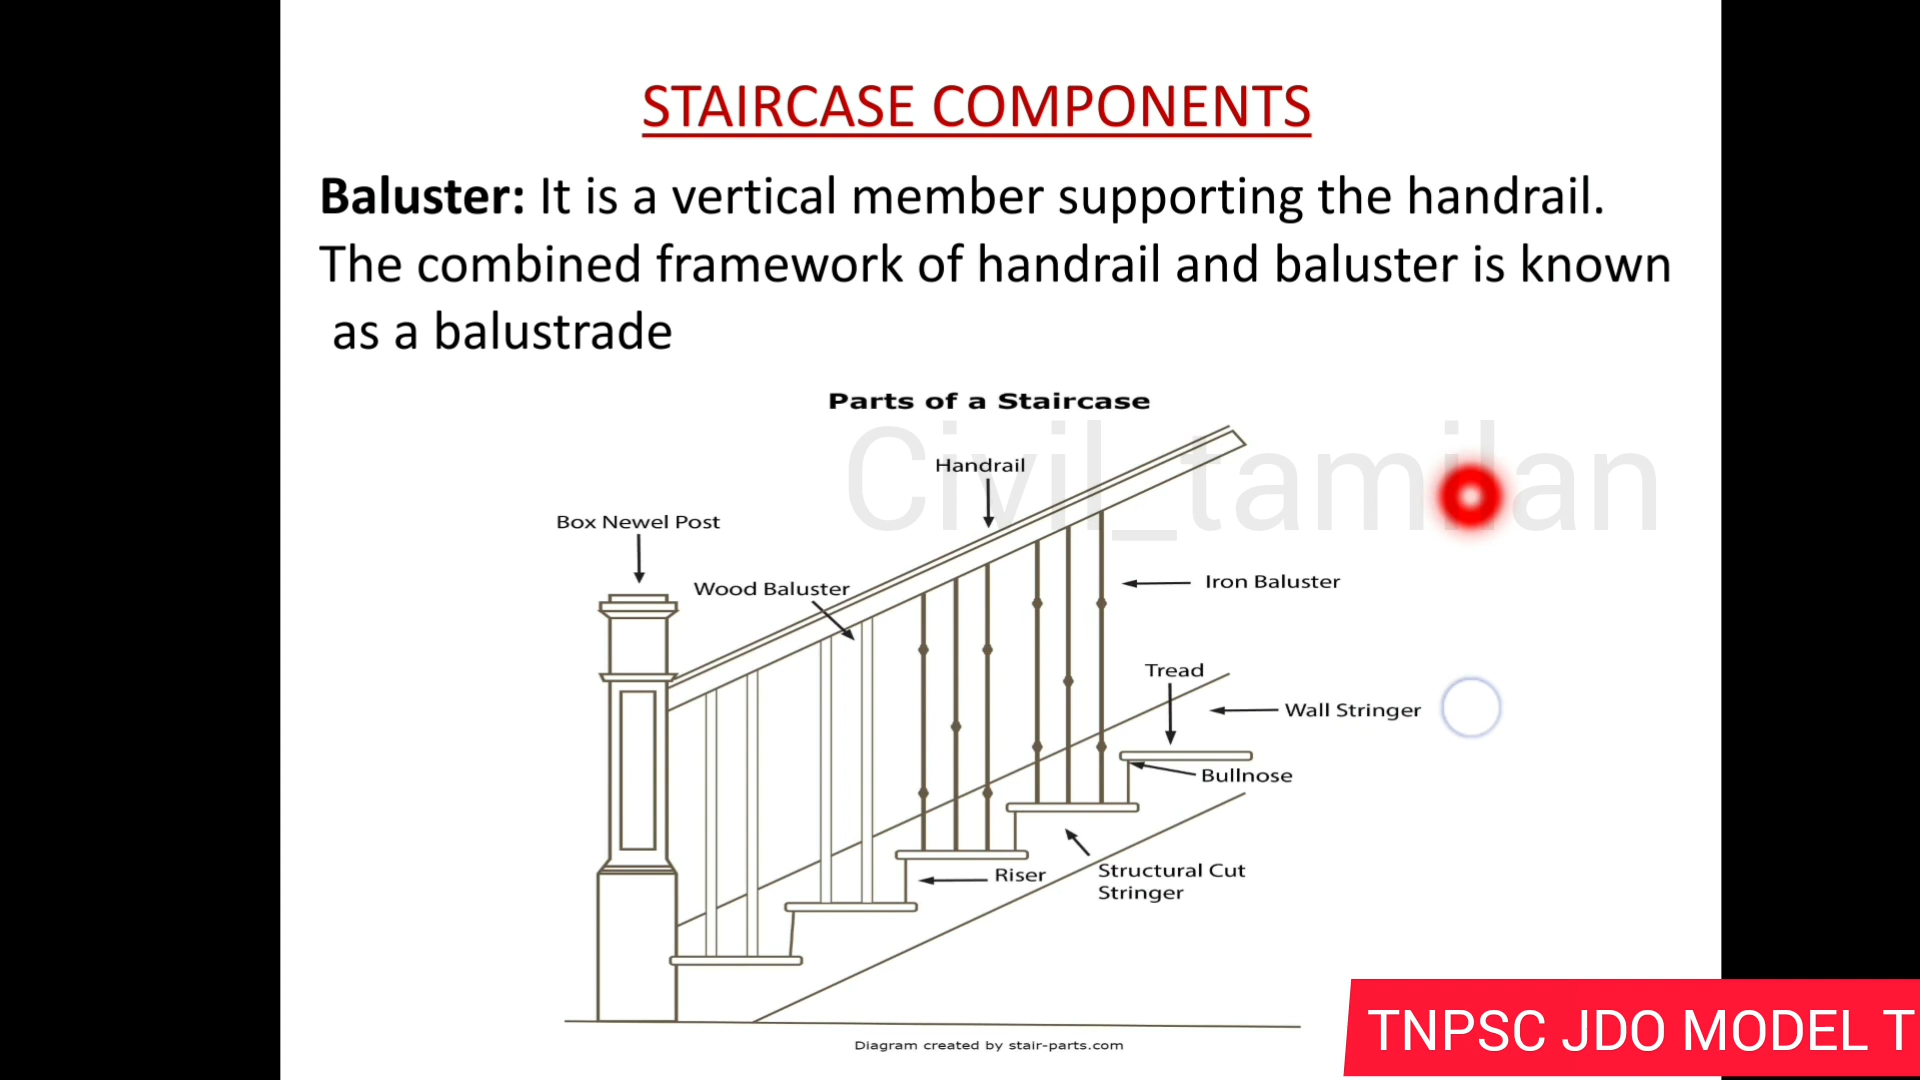 STAIRCASE COMPONENTS
Baluster: It is a vertical member supporting the handrail.
The combined framework of handrail and baluster is known
as a balustrade
Parts of a Staircase
Civil_tamilan
Handrail
Box Newel Post
Wood Baluster
Iron Baluster
Tread
Wall Stringer
Bullnose
Riser
Structural Cut
Stringer
Diagram created by stair-parts.com
TNPSC JDO MODEL T